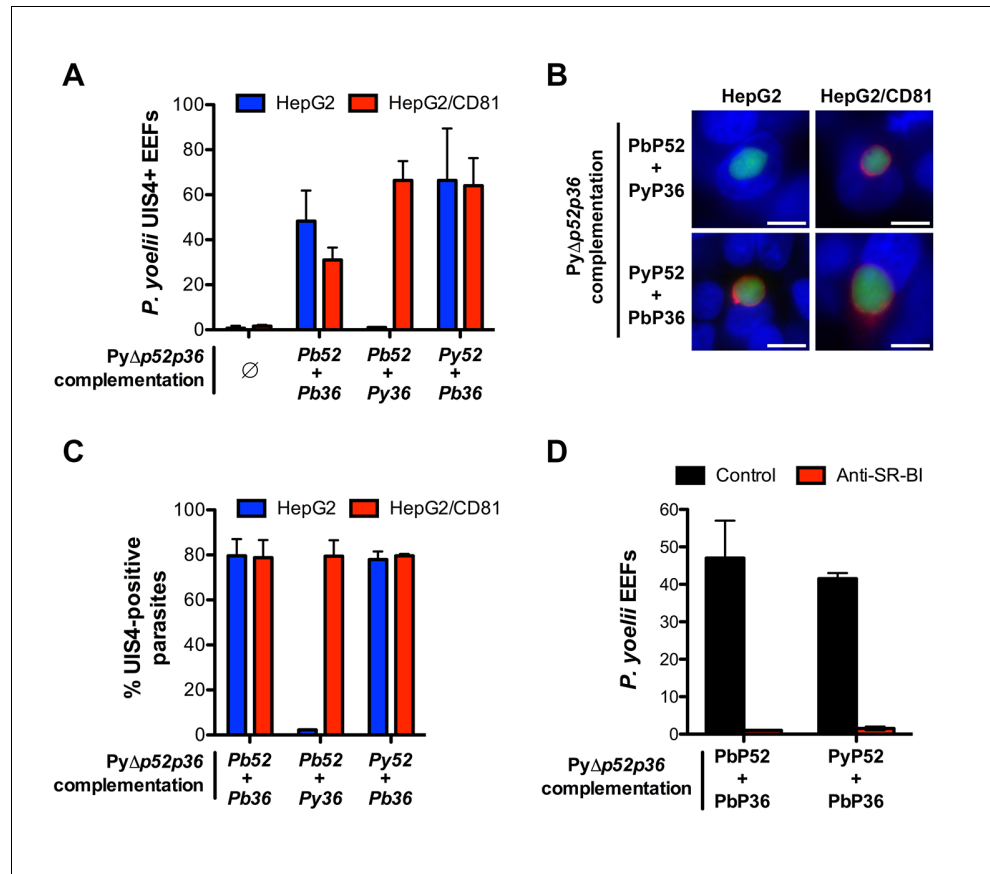 A
HepG2 HepG2/CD81
P. yoelii UIS4+ EEFs
100
80
60
40
20
0
PyΔp52p36
complementation
∅
Pb52
+
Pb36
Pb52
+
Py36
Py52
+
Pb36
B
HepG2 HepG2/CD81
PyΔp52p36
complementation
PbP52
+
PyP36
PyP52
+
PbP36
C
HepG2 HepG2/CD81
% UIS4-positive
parasites
100
80
60
40
20
0
PyΔp52p36
complementation
Pb52
+
Pb36
Pb52
+
Py36
Py52
+
Pb36
D
Control Anti-SR-BI
P. yoelii EEFs
60
50
40
30
20
10
0
PyΔp52p36
complementation
PbP52
+
PbP36
PyP52
+
PbP36